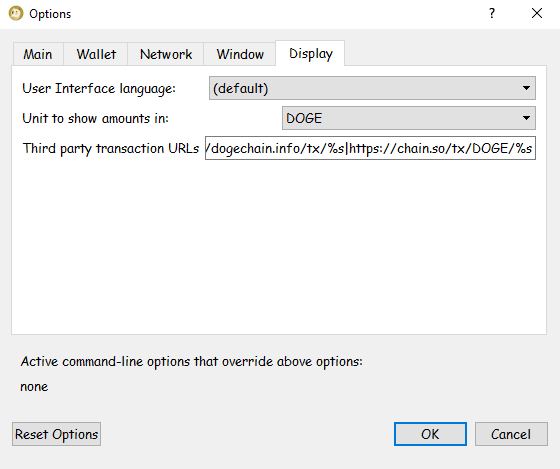 Options
Main Wallet Network Window Display
User Interface language: (default)
Unit to show amounts in: DOGE
Third party transaction URLs /dogechain.info/tx/%s|https://chain.so/tx/DOGE/%s
Active command-line options that override above options:
none
Reset Options OK Cancel